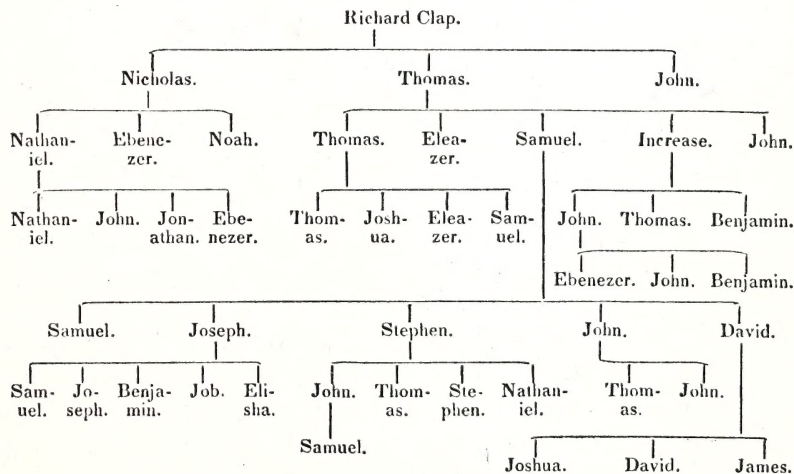 Richard Clap.
Nicholas. Thomas. John.
Nathan- Ebene- Noah. Thomas. Elea- Samuel. Increase. John.
iel. zer. zer.
Nathan- John. Jon- Ebe- Thom- Josh- Elea- Sam- John. Thomas. Benjamin.
iel. athan. nezer. as. ua. zer. uel.
Ebenezer. John. Benjamin.
Samuel. Joseph. Stephen. John. David.
Sam- Jo- Benja- Job. Eli- John. Thom- Ste- Nathan- Thom- John.
uel. seph. min. sha. as. phen. iel. as.
Samuel.
Joshua. David. James.